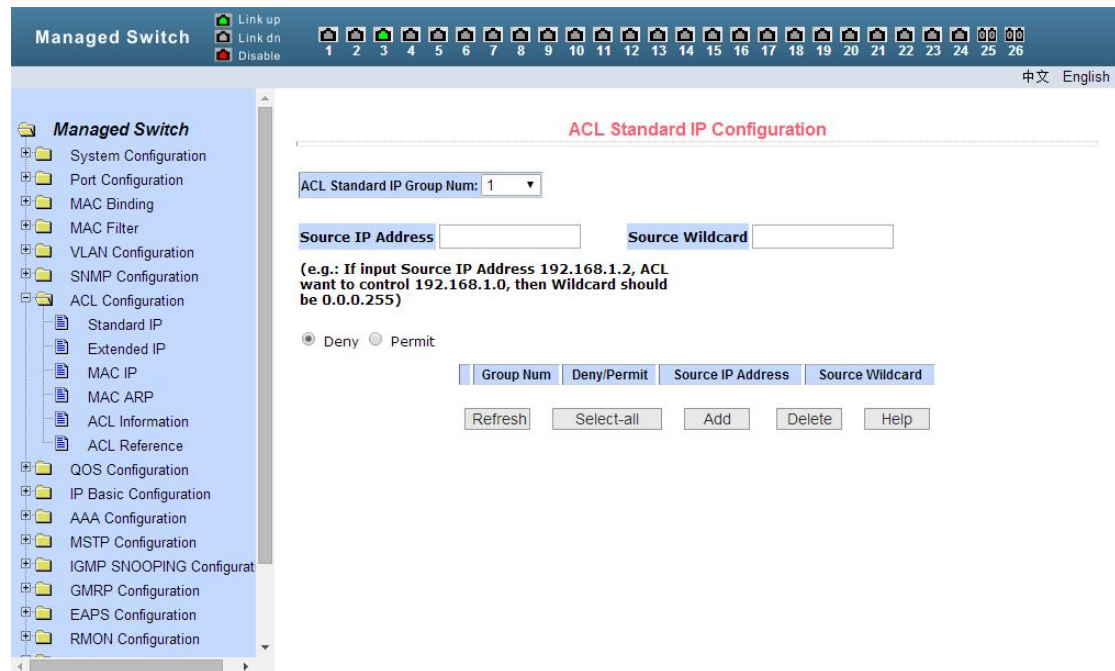 Managed Switch
Link up
Link dn
Disable
1 2 3 4 5 6 7 8 9 10 11 12 13 14 15 16 17 18 19 20 21 22 23 24 25 26
中文 English
Managed Switch
System Configuration
Port Configuration
MAC Binding
MAC Filter
VLAN Configuration
SNMP Configuration
ACL Configuration
Standard IP
Extended IP
MAC IP
MAC ARP
ACL Information
ACL Reference
QOS Configuration
IP Basic Configuration
AAA Configuration
MSTP Configuration
IGMP SNOOPING Configurat
GMRP Configuration
EAPS Configuration
RMON Configuration
ACL Standard IP Configuration
ACL Standard IP Group Num: 1
Source IP Address Source Wildcard
(e.g.: If input Source IP Address 192.168.1.2, ACL
want to control 192.168.1.0, then Wildcard should
be 0.0.0.255)
Deny Permit
Group Num Deny/Permit Source IP Address Source Wildcard
Refresh Select-all Add Delete Help